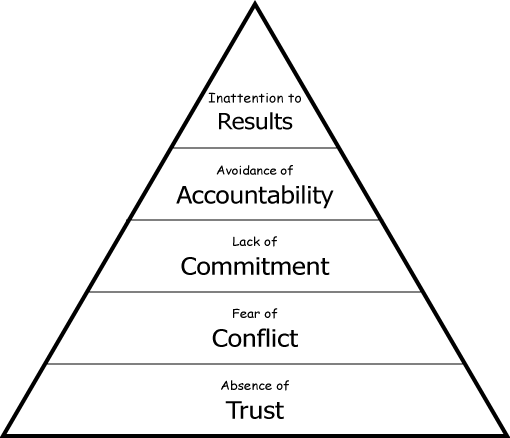 Inattention to
Results
Avoidance of
Accountability
Lack of
Commitment
Fear of
Conflict
Absence of
Trust